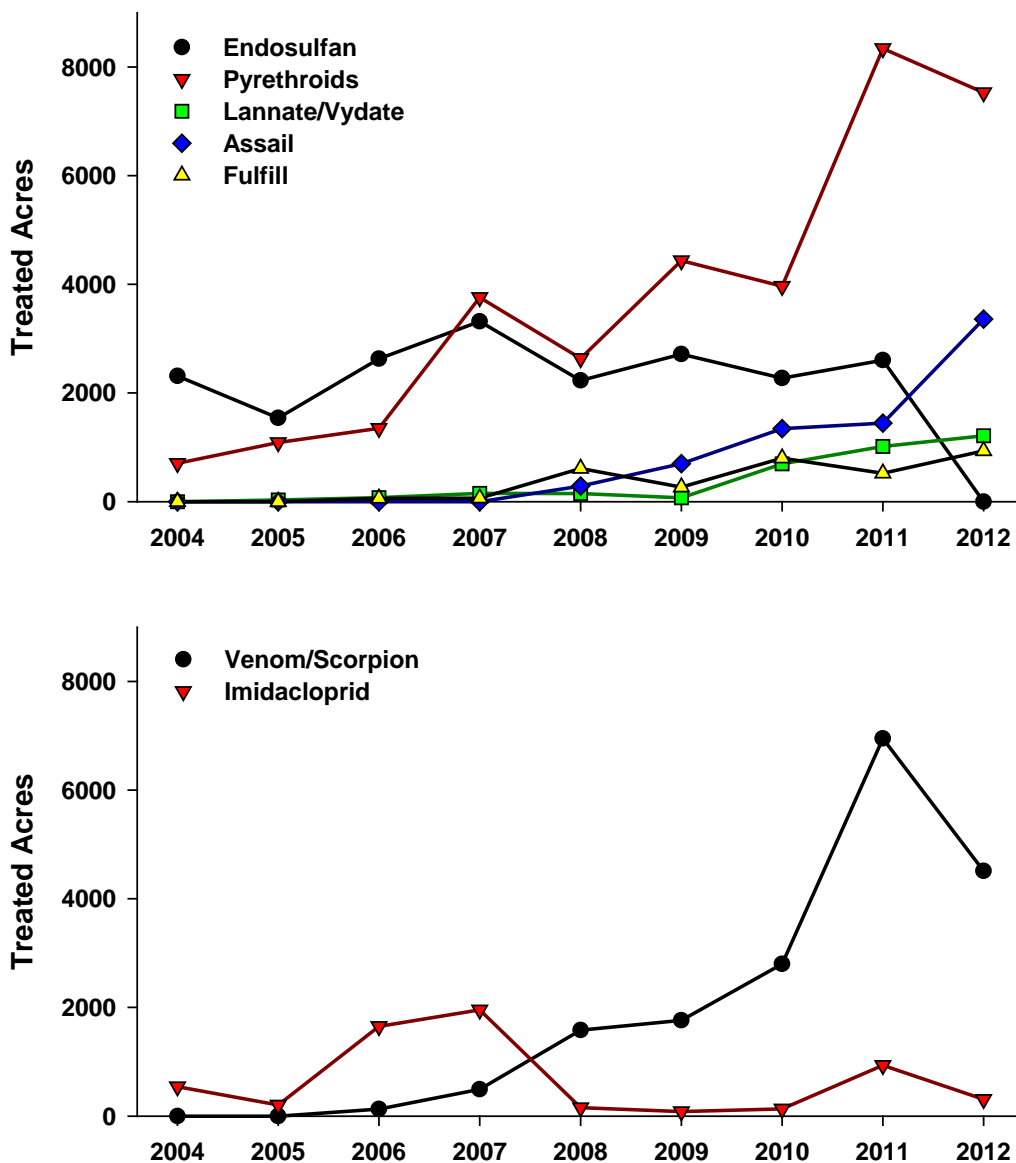 Endosulfan
Pyrethroids
Lannate/Vydate
Assail
Fulfill
Treated Acres
8000
6000
4000
2000
0
2004 2005 2006 2007 2008 2009 2010 2011 2012
Venom/Scorpion
Imidacloprid
Treated Acres
8000
6000
4000
2000
0
2004 2005 2006 2007 2008 2009 2010 2011 2012